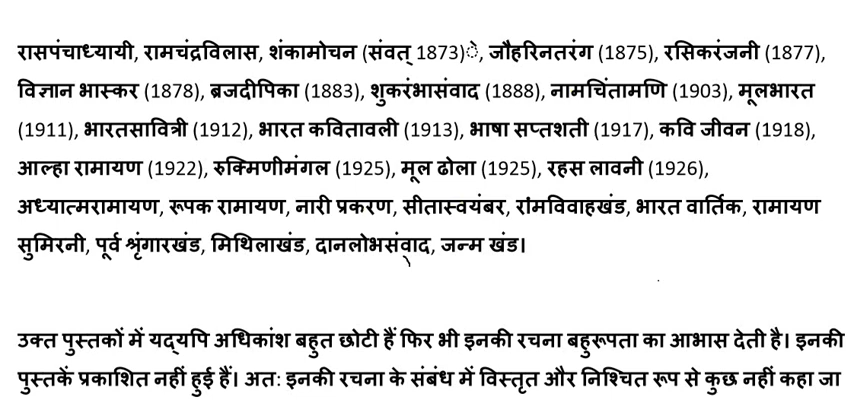 रासपंचाध्यायी, रामचंद्रविलास, शंकामोचन (संवत् 1873)े, जौहरिनतरंग (1875), रसिकरंजनी (1877),
विज्ञान भास्कर (1878), ब्रजदीपिका (1883), शुकरंभासंवाद (1888), नामचिंतामणि (1903), मूलभारत
(1911), भारतसावित्री (1912), भारत कवितावली (1913), भाषा सप्तशती (1917), कवि जीवन (1918),
आल्हा रामायण (1922), रुक्मिणीमंगल (1925), मूल ढोला (1925), रहस लावनी (1926),
अध्यात्मरामायण, रूपक रामायण, नारी प्रकरण, सीतास्वयंबर, रांमविवाहखंड, भारत वार्तिक, रामायण
सुमिरनी, पूर्व श्रृंगारखंड, मिथिलाखंड, दानलोभसंवाद, जन्म खंड।
उक्त पुस्तकों में यद्यपि अधिकांश बहुत छोटी हैं फिर भी इनकी रचना बहुरूपता का आभास देती है। इनकी
पुस्तकें प्रकाशित नहीं हुई हैं। अत: इनकी रचना के संबंध में विस्तृत और निश्चित रूप से कुछ नहीं कहा जा